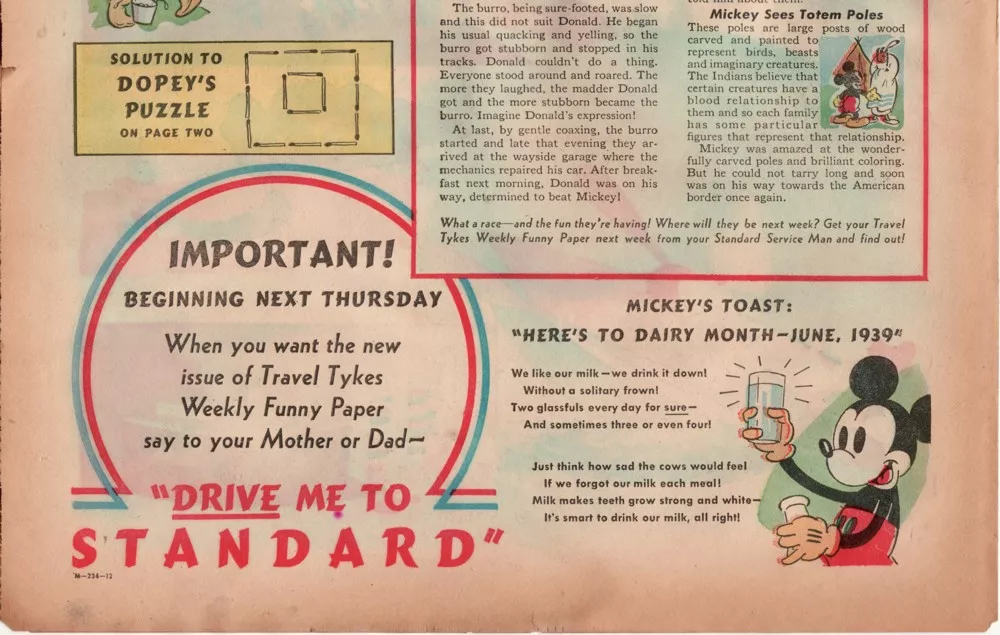 SOLUTION TO
DOPEY'S
PUZZLE
ON PAGE TWO
The burro, being sure-footed, was slow
and this did not suit Donald. He began
his usual quacking and yelling, so the
burro got stubborn and stopped in his
tracks. Donald couldn't do a thing.
Everyone stood around and roared. The
more they laughed, the madder Donald
got and the more stubborn became the
burro. Imagine Donald's expression!
At last, by gentle coaxing, the burro
started and late that evening they ar-
rived at the wayside garage where the
mechanics repaired his car. After break-
fast next morning, Donald was on his
way, determined to beat Mickey!
told him about them.
Mickey Sees Totem Poles
These poles are large posts of wood
carved and painted to
represent birds, beasts
and imaginary creatures.
The Indians believe that
certain creatures have a
blood relationship to
them and so each family
has some particular
figures that represent that relationship.
Mickey was amazed at the wonder-
fully carved poles and brilliant coloring.
But he could not tarry long and soon
was on his way towards the American
border once again.
What a race—and the fun they're having! Where will they be next week? Get your Travel
Tykes Weekly Funny Paper next week from your Standard Service Man and find out!
IMPORTANT!
BEGINNING NEXT THURSDAY
When you want the new
issue of Travel Tykes
Weekly Funny Paper
say to your Mother or Dad—
"DRIVE ME TO
STANDARD"
M—234—12
MICKEY'S TOAST:
"HERE'S TO DAIRY MONTH—JUNE, 1939"
We like our milk—we drink it down!
Without a solitary frown!
Two glassfuls every day for sure—
And sometimes three or even four!
Just think how sad the cows would feel
If we forgot our milk each meal!
Milk makes teeth grow strong and white—
It's smart to drink our milk, all right!